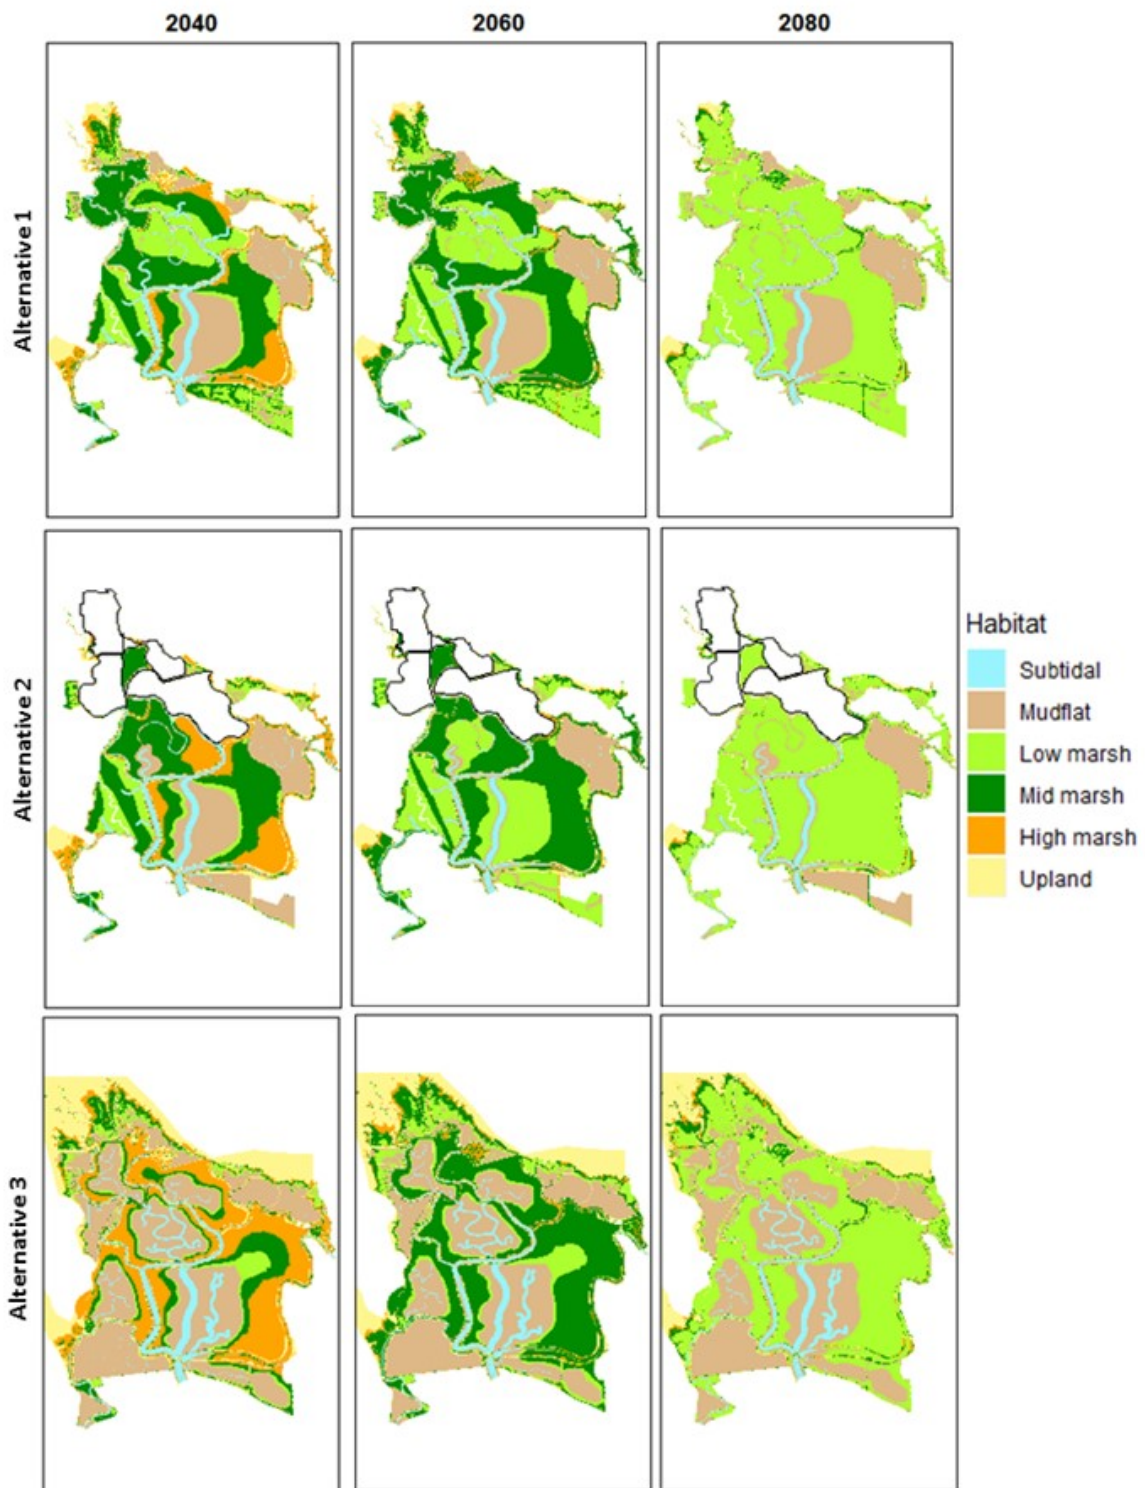 2040 2060 2080
Alternative 1
Alternative 2
Alternative 3
Habitat
Subtidal
Mudflat
Low marsh
Mid marsh
High marsh
Upland